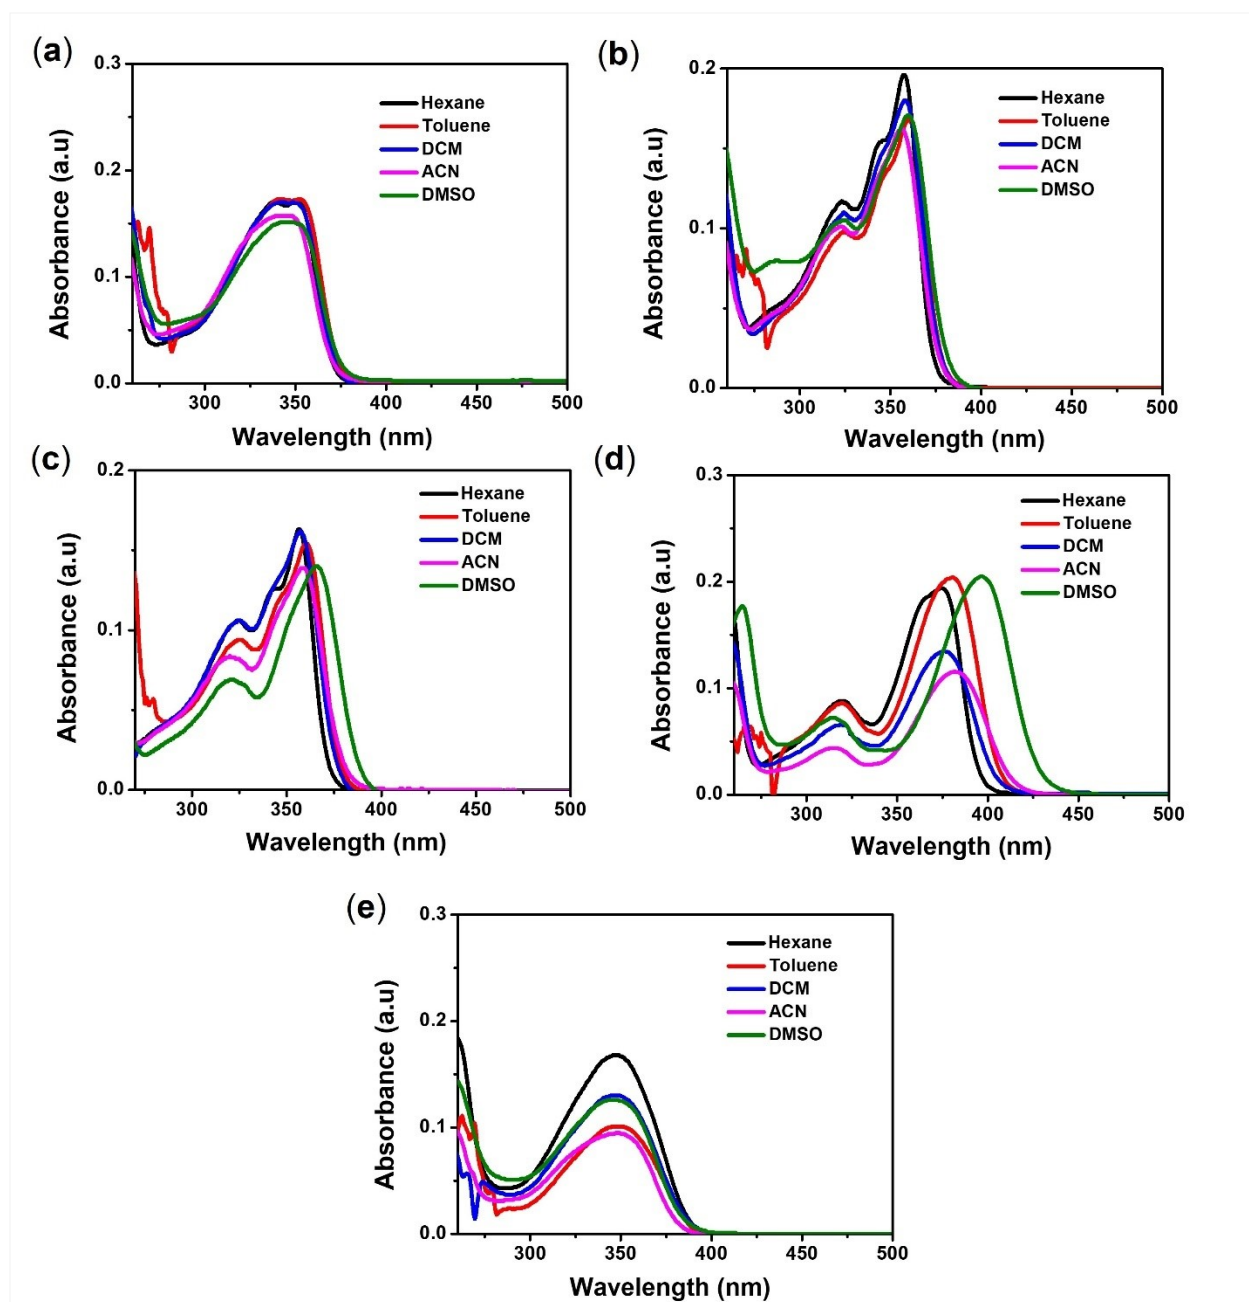 (a)
0.3
0.2
0.1
0.0
Absorbance (a.u)
Hexane
Toluene
DCM
ACN
DMSO
300 350 400 450 500
Wavelength (nm)
(b)
0.2
0.1
0.0
Absorbance (a.u)
Hexane
Toluene
DCM
ACN
DMSO
300 350 400 450 500
Wavelength (nm)
(c)
0.2
0.1
0.0
Absorbance (a.u)
Hexane
Toluene
DCM
ACN
DMSO
300 350 400 450 500
Wavelength (nm)
(d)
0.3
0.2
0.1
0.0
Absorbance (a.u)
Hexane
Toluene
DCM
ACN
DMSO
300 350 400 450 500
Wavelength (nm)
(e)
0.3
0.2
0.1
0.0
Absorbance (a.u)
Hexane
Toluene
DCM
ACN
DMSO
300 350 400 450 500
Wavelength (nm)